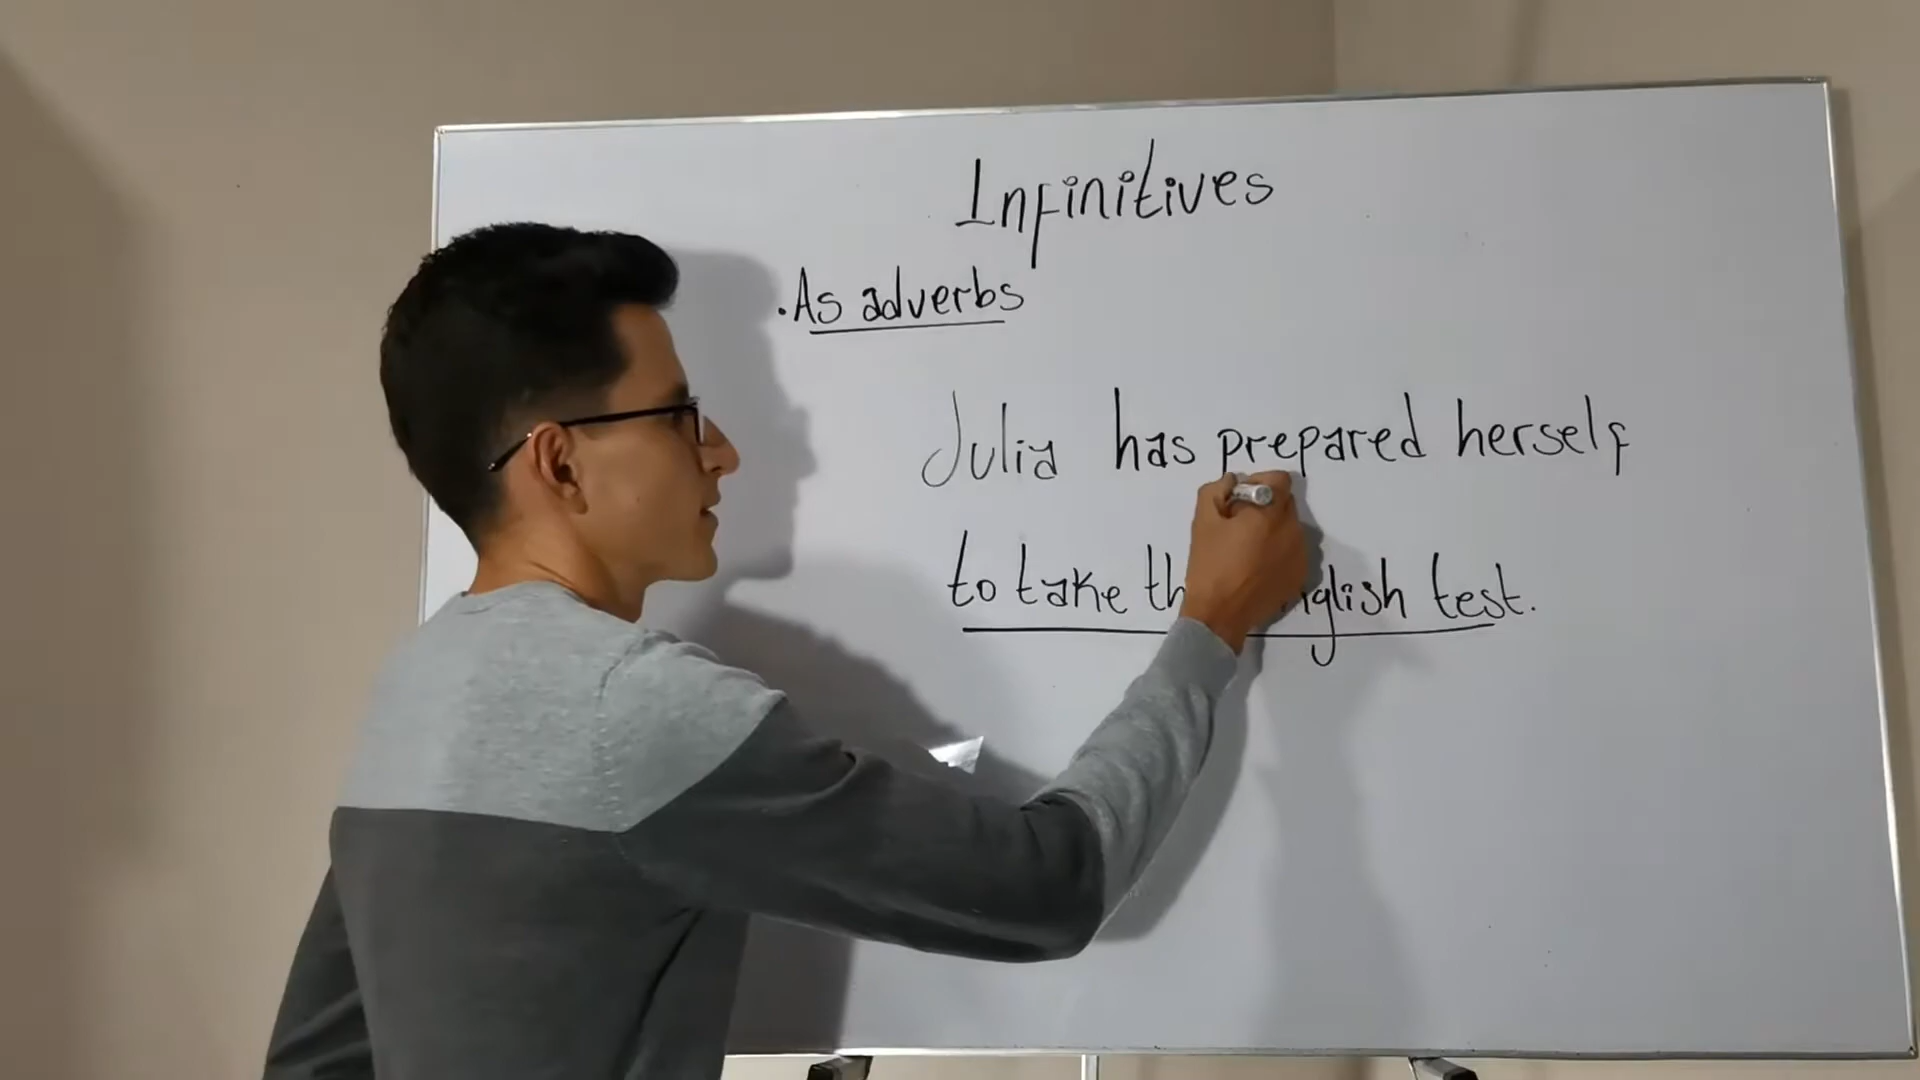 Infinitives
. As adverbs
Julia has prepared herself
to take test.